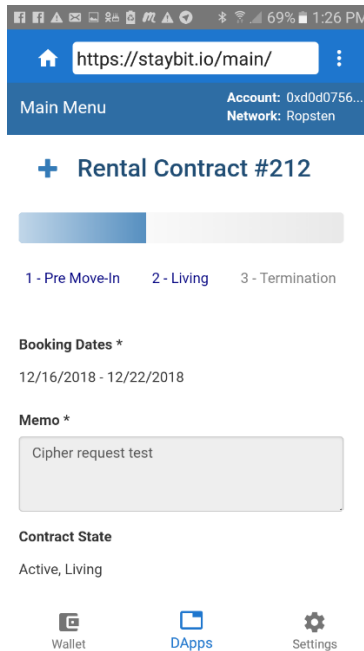 69% 1:26 PM
https://staybit.io/main/
Main Menu
Account: 0xd0d0756...
Network: Ropsten
Rental Contract #212
1 - Pre Move-In 2 - Living 3 - Termination
Booking Dates *
12/16/2018 - 12/22/2018
Memo *
Cipher request test
Contract State
Active, Living
Wallet DApps Settings